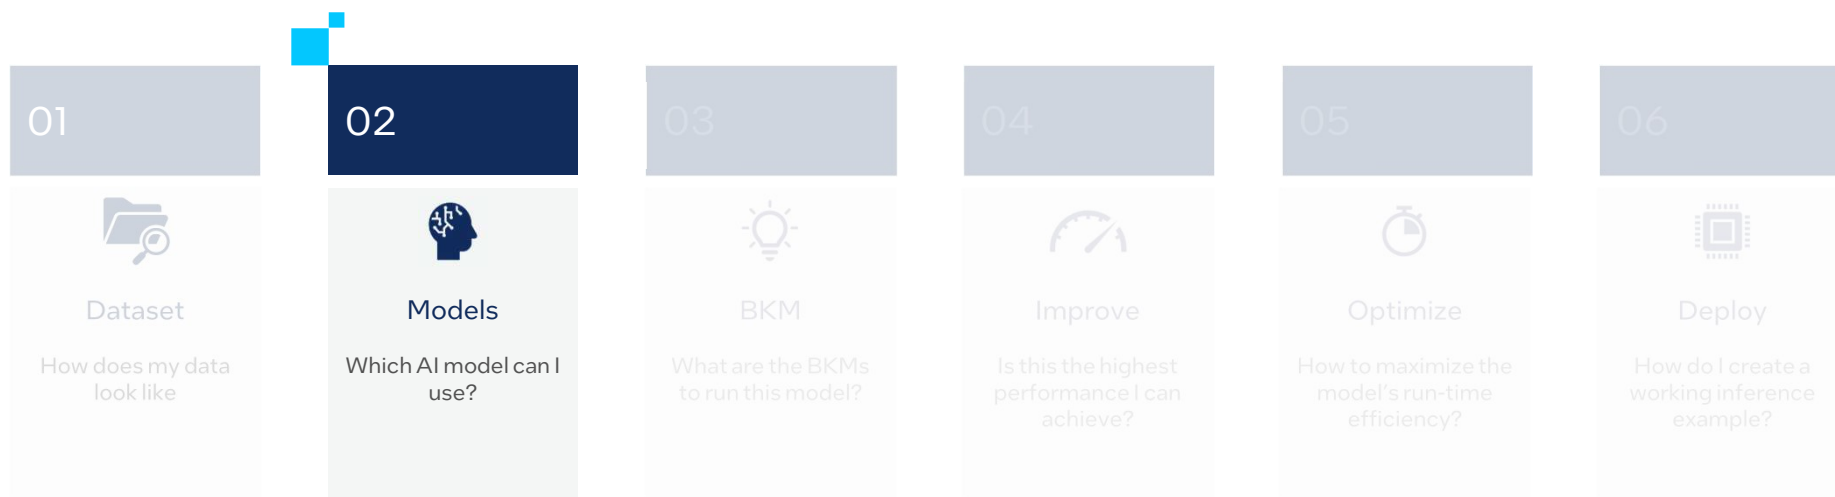 01
02
03
04
05
06
Dataset
How does my data
look like
Models
Which AI model can I
use?
BKM
What are the BKMs
to run this model?
Improve
Is this the highest
performance I can
achieve?
Optimize
How to maximize the
model's run-time
efficiency?
Deploy
How do I create a
working inference
example?